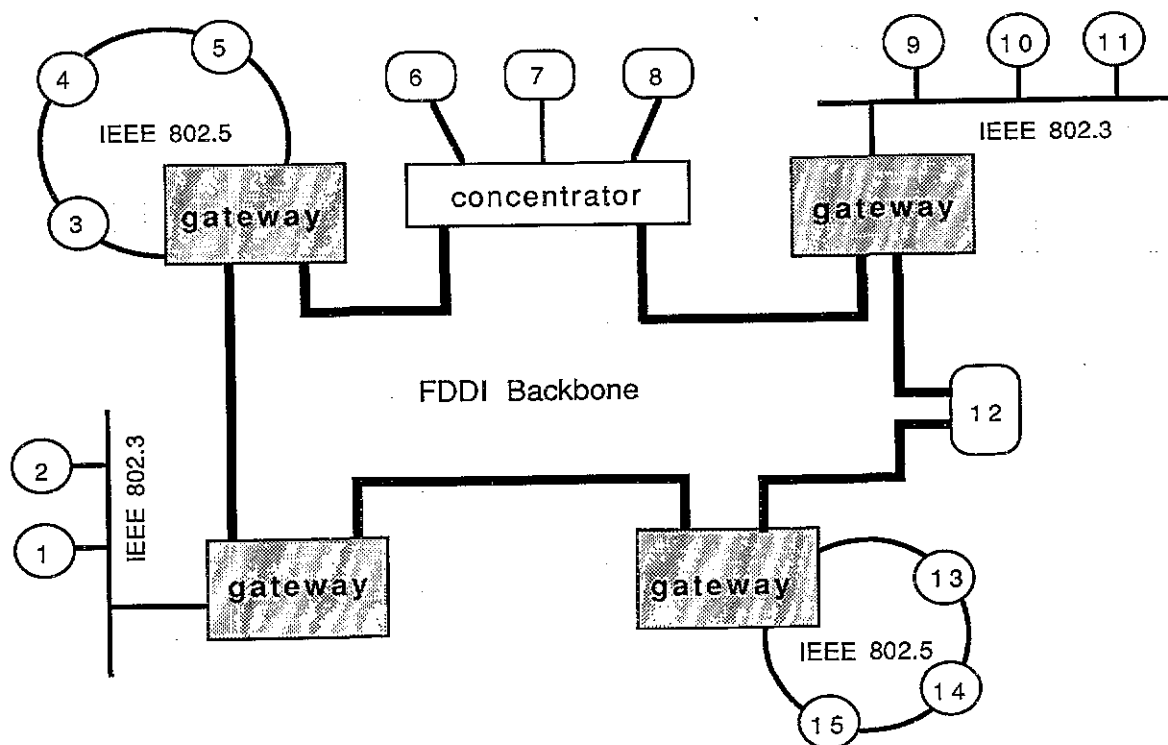 5
4
IEEE 802.5
3
gateway
6
7
8
concentrator
9
10
11
IEEE 802.3
gateway
FDDI Backbone
12
2
1
IEEE 802.3
gateway
gateway
13
IEEE 802.5
14
15